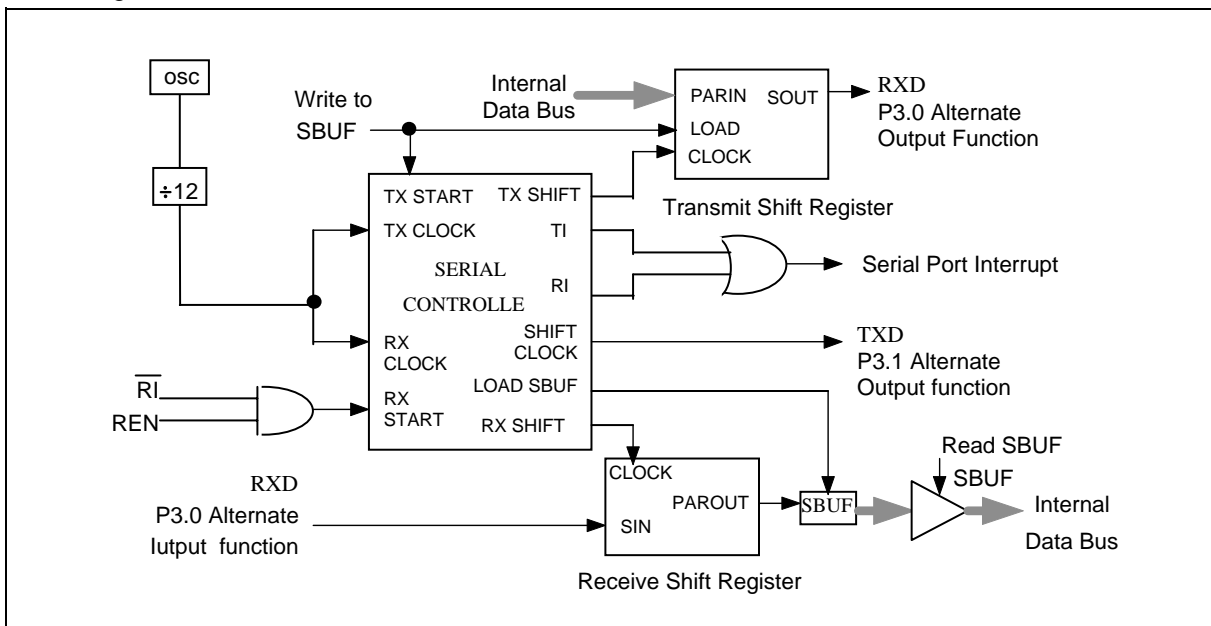 osc
÷12
Write to
SBUF
Internal
Data Bus
PARIN SOUT
LOAD
CLOCK
RXD
P3.0 Alternate
Output Function
Transmit Shift Register
TX START TX SHIFT
TX CLOCK TI
SERIAL
CONTROLLE
RI
RX
CLOCK
SHIFT
CLOCK
LOAD SBUF
RX
START
RX SHIFT
Serial Port Interrupt
TXD
P3.1 Alternate
Output function
RI
REN
RXD
P3.0 Alternate
Iutput function
CLOCK
PAROUT
SIN
Receive Shift Register
SBUF
Read SBUF
SBUF
Internal
Data Bus